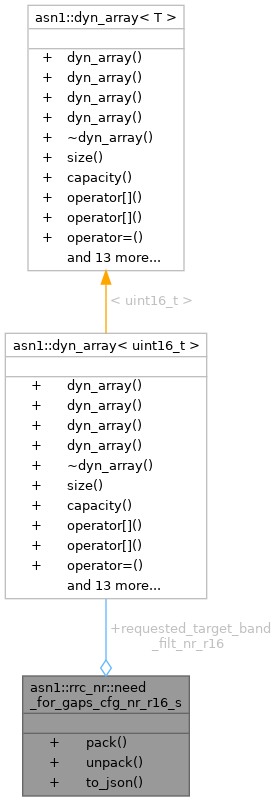 asn1::dyn_array< T >
+ dyn_array()
+ dyn_array()
+ dyn_array()
+ dyn_array()
+ ~dyn_array()
+ size()
+ capacity()
+ operator[]()
+ operator[]()
+ operator=()
and 13 more...
< uint16_t >
asn1::dyn_array< uint16_t >
+ dyn_array()
+ dyn_array()
+ dyn_array()
+ dyn_array()
+ ~dyn_array()
+ size()
+ capacity()
+ operator[]()
+ operator[]()
+ operator=()
and 13 more...
+requested_target_band
_filt_nr_r16
asn1::rrc_nr::need
_for_gaps_cfg_nr_r16_s
+ pack()
+ unpack()
+ to_json()